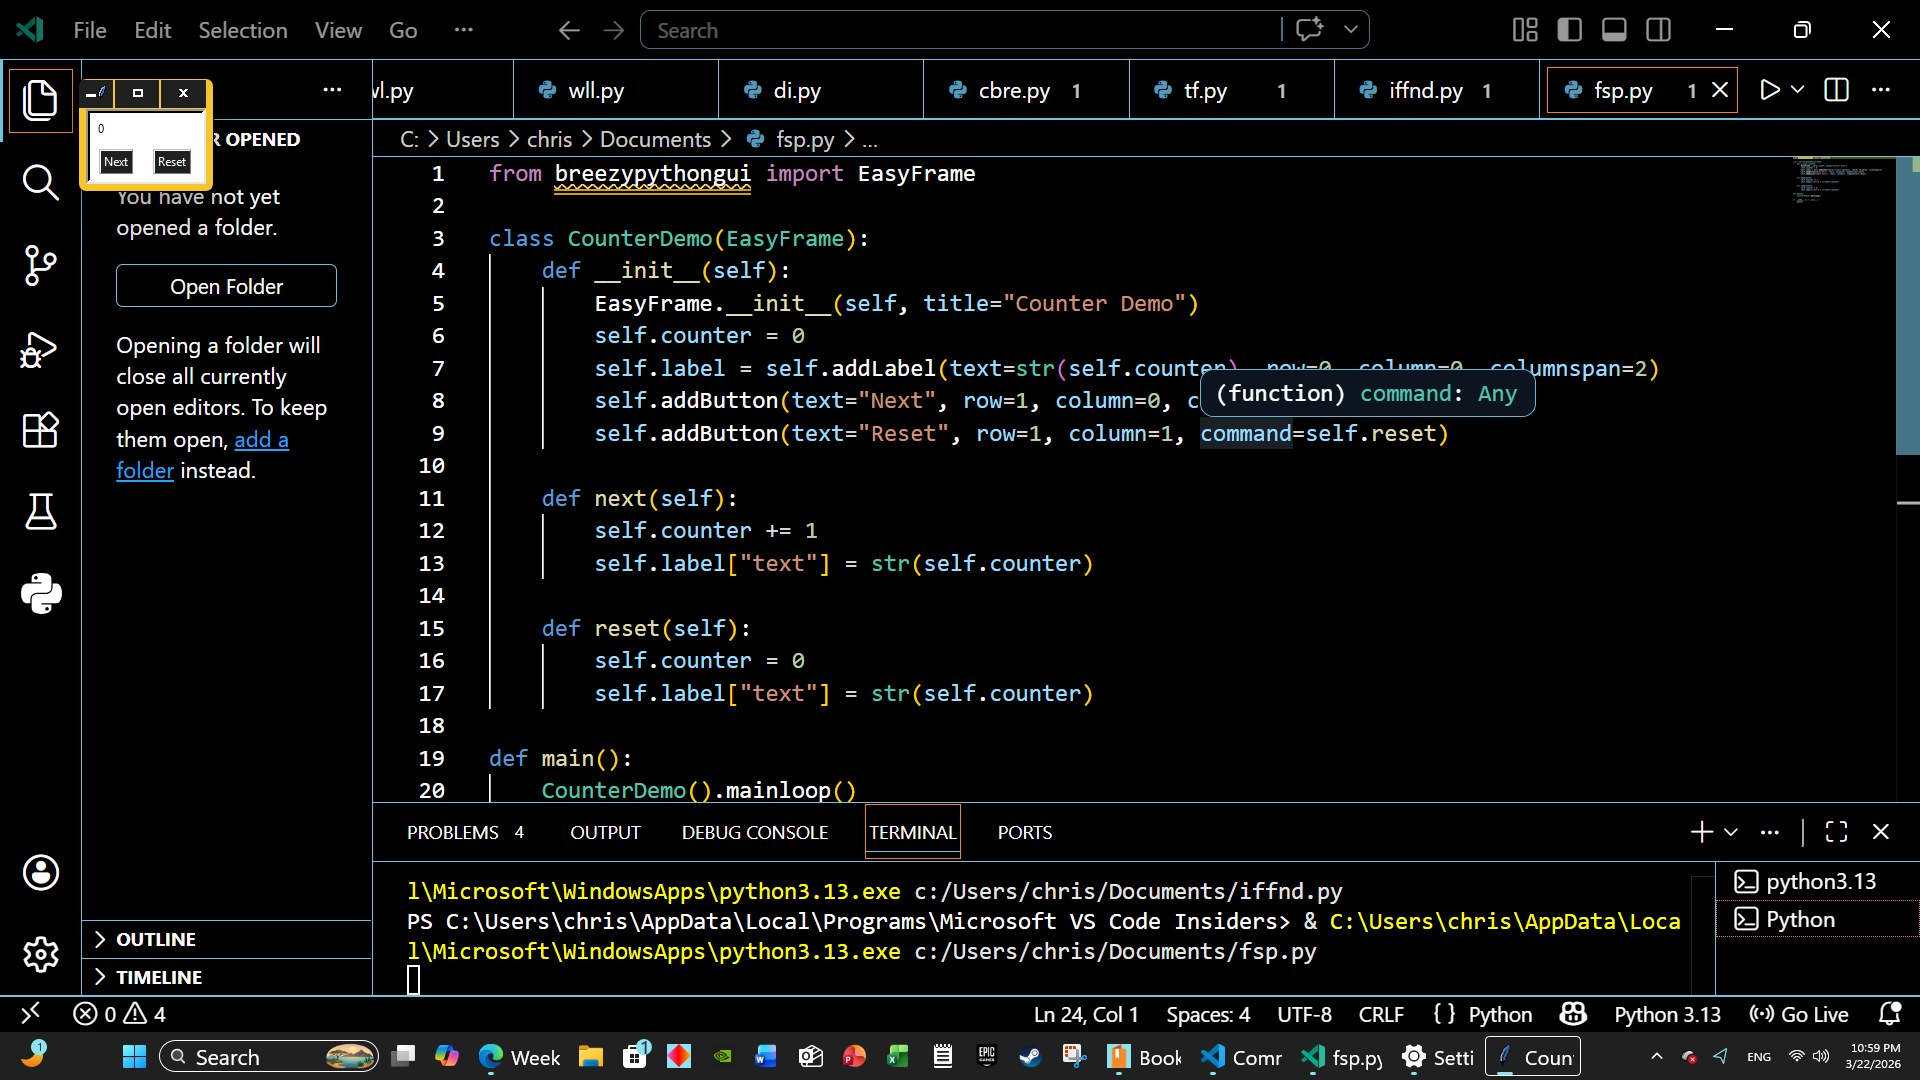 File Edit Selection View Go ···
Search
vl.py
wll.py
di.py
cbre.py 1
tf.py 1
iffnd.py 1
fsp.py 1
C: > Users > chris > Documents > fsp.py > ...
0
Next Reset
R OPENED
You have not yet
opened a folder.
Open Folder
Opening a folder will
close all currently
open editors. To keep
them open, add a
folder instead.
OUTLINE
TIMELINE
1 from breezypythongui import EasyFrame
2
3 class CounterDemo(EasyFrame):
4 def __init__(self):
5 EasyFrame.__init__(self, title="Counter Demo")
6 self.counter = 0
7 self.label = self.addLabel(text=str(self.counter), row=0, column=0, columnspan=2)
8 self.addButton(text="Next", row=1, column=0, c
(function) command: Any
9 self.addButton(text="Reset", row=1, column=1, command=self.reset)
10
11 def next(self):
12 self.counter += 1
13 self.label["text"] = str(self.counter)
14
15 def reset(self):
16 self.counter = 0
17 self.label["text"] = str(self.counter)
18
19 def main():
20 CounterDemo().mainloop()
PROBLEMS 4 OUTPUT DEBUG CONSOLE TERMINAL PORTS
l\Microsoft\WindowsApps\python3.13.exe c:/Users/chris/Documents/iffnd.py
PS C:\Users\chris\AppData\Local\Programs\Microsoft VS Code Insiders> & C:\Users\chris\AppData\Loca
l\Microsoft\WindowsApps\python3.13.exe c:/Users/chris/Documents/fsp.py
python3.13
Python
0 4
Ln 24, Col 1 Spaces: 4 UTF-8 CRLF { } Python Python 3.13 Go Live
1
Search
Week
1
EPIC GAMES
Book
Comr
fsp.py
Setti
Coun
ENG
10:59 PM
3/22/2026